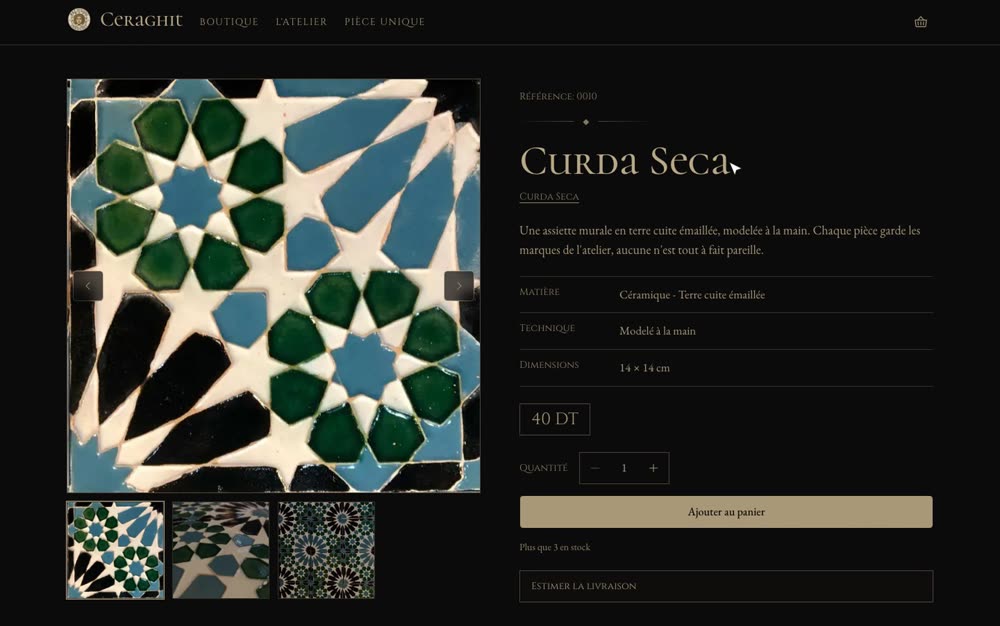 Ceraghit
BOUTIQUE
L'ATELIER
PIÈCE UNIQUE
Référence: 0010
Curda Seca
Curda Seca
Une assiette murale en terre cuite émaillée, modelée à la main. Chaque pièce garde les
marques de l'atelier, aucune n'est tout à fait pareille.
Matière
Céramique - Terre cuite émaillée
Technique
Modelé à la main
Dimensions
14 × 14 cm
40 DT
Quantité
1
Ajouter au panier
Plus que 3 en stock
Estimer la livraison